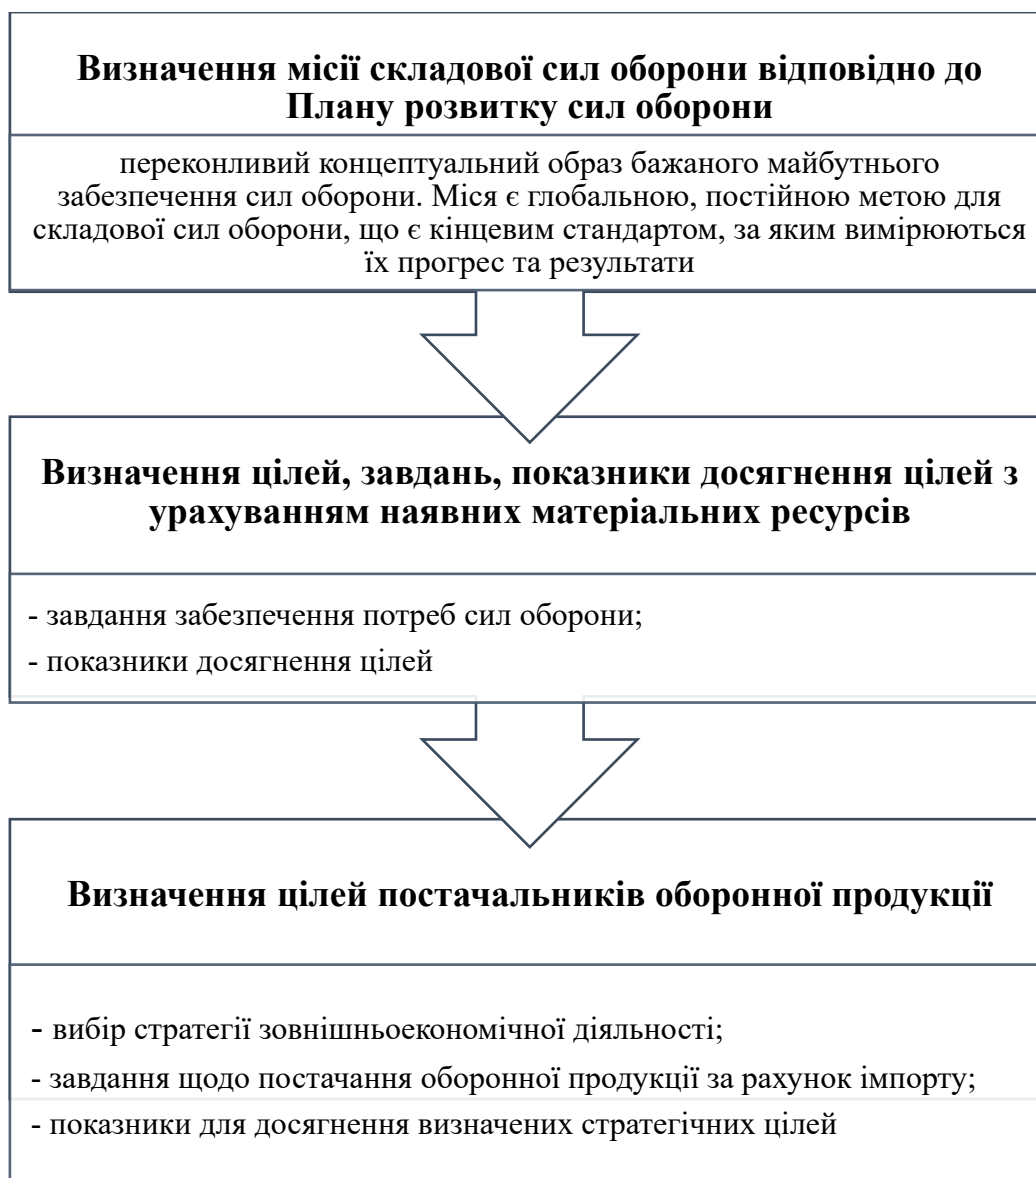 Визначення місії складової сил оборони відповідно до
Плану розвитку сил оборони
переконливий концептуальний образ бажаного майбутнього
забезпечення сил оборони. Місія є глобальною, постійною метою для
складової сил оборони, що є кінцевим стандартом, за яким вимірюються
їх прогрес та результати
Визначення цілей, завдань, показники досягнення цілей з
урахуванням наявних матеріальних ресурсів
- завдання забезпечення потреб сил оборони;
- показники досягнення цілей
Визначення цілей постачальників оборонної продукції
- вибір стратегії зовнішньоекономічної діяльності;
- завдання щодо постачання оборонної продукції за рахунок імпорту;
- показники для досягнення визначених стратегічних цілей